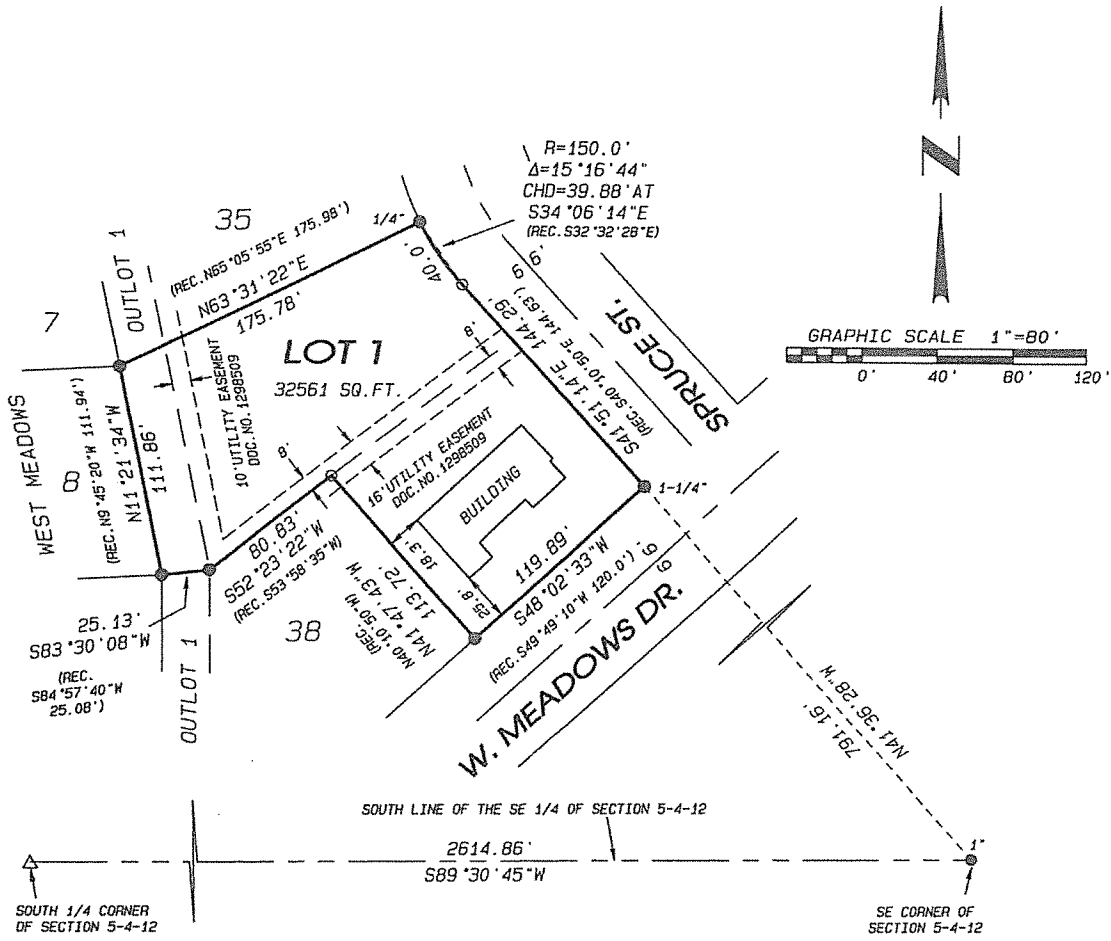 N
GRAPHIC SCALE 1"=80'
0' 40' 80' 120'
R=150.0'
Δ=15°16'44"
CHD=39.88'AT
S34°06'14"E
(REC.S32°32'28"E)
35
1/4"
40.0'
(REC.N65°05'55"E 175.98')
N63°31'22"E
175.78'
OUTLOT 1
7
LOT 1
32561 SQ.FT.
10'UTILITY EASEMENT
DOC.NO.1298509
WEST MEADOWS
8
(REC.N9°45'20"W 111.94')
N11°21'34"W
111.86'
8'
8'
66'
144.29'
S41°51'14"E
(REC.S40°10'50"E 144.63')
SPRUCE ST.
16'UTILITY EASEMENT
DOC.NO.1298509
BUILDING
18.3'
25.8'
1-1/4"
119.89'
S48°02'33"W
(REC.S49°49'10"W 120.0')
66'
W. MEADOWS DR.
80.83'
S52°23'22"W
(REC.S53°58'35"W)
113.72'
N41°47.43"W
(REC.
N40°10'50"W)
38
25.13'
S83°30'08"W
(REC.
S84°57'40"W
25.08')
OUTLOT 1
N41°36'28"W
791.16'
SOUTH LINE OF THE SE 1/4 OF SECTION 5-4-12
2614.86'
S89°30'45"W
1"
SOUTH 1/4 CORNER
OF SECTION 5-4-12
SE CORNER OF
SECTION 5-4-12